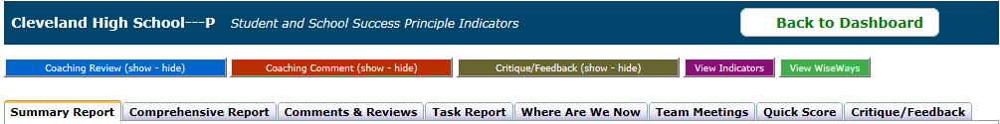 Cleveland High School---P Student and School Success Principle Indicators Back to Dashboard
Coaching Review (show - hide) Coaching Comment (show - hide) Critique/Feedback (show - hide) View Indicators View WiseWays
Summary Report Comprehensive Report Comments & Reviews Task Report Where Are We Now Team Meetings Quick Score Critique/Feedback